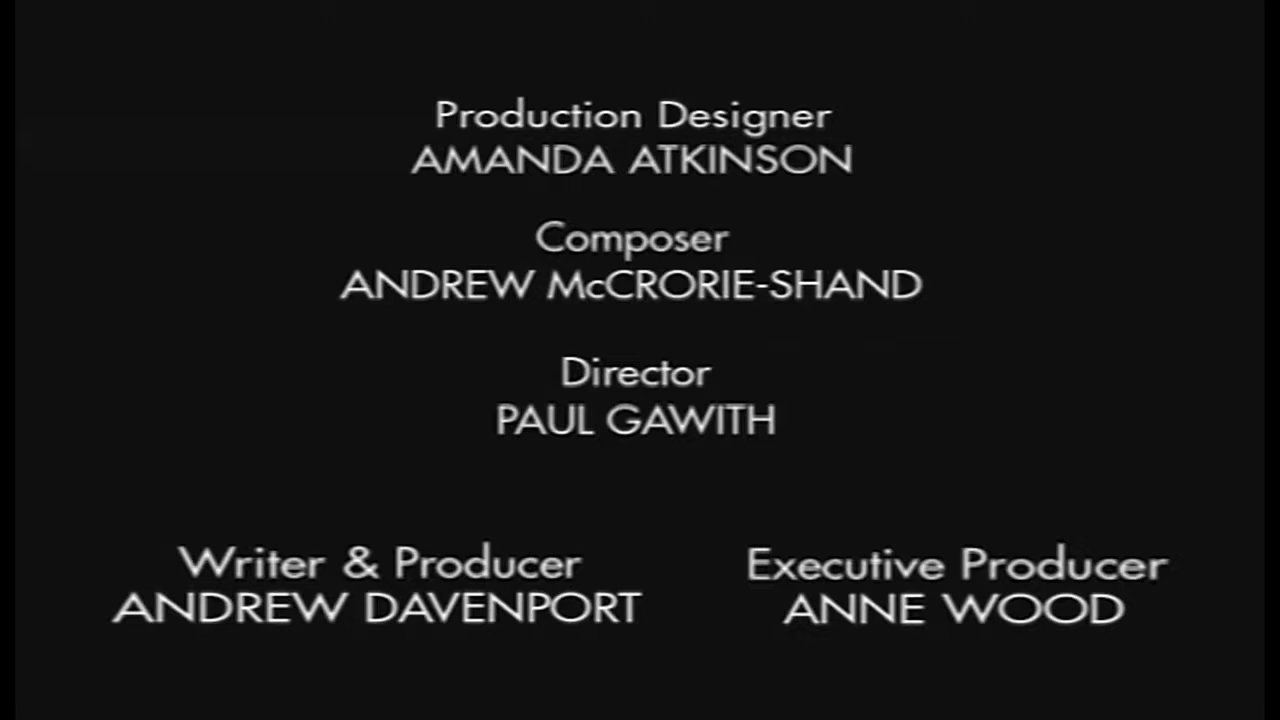 Production Designer
AMANDA ATKINSON
Composer
ANDREW McCRORIE-SHAND
Director
PAUL GAWITH
Writer & Producer
ANDREW DAVENPORT
Executive Producer
ANNE WOOD